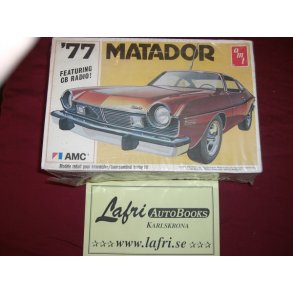 '77 MATADOR
amt
FEATURING
CB RADIO!
AMC
Lafri AUTOBOOKS
KARLSKRONA
☆☆☆ www.lafri.se ☆☆☆